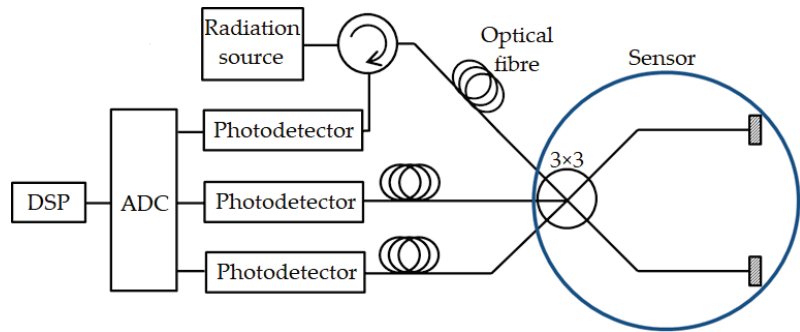 Radiation
source
Optical
fibre
Sensor
Photodetector
3×3
DSP
ADC
Photodetector
Photodetector